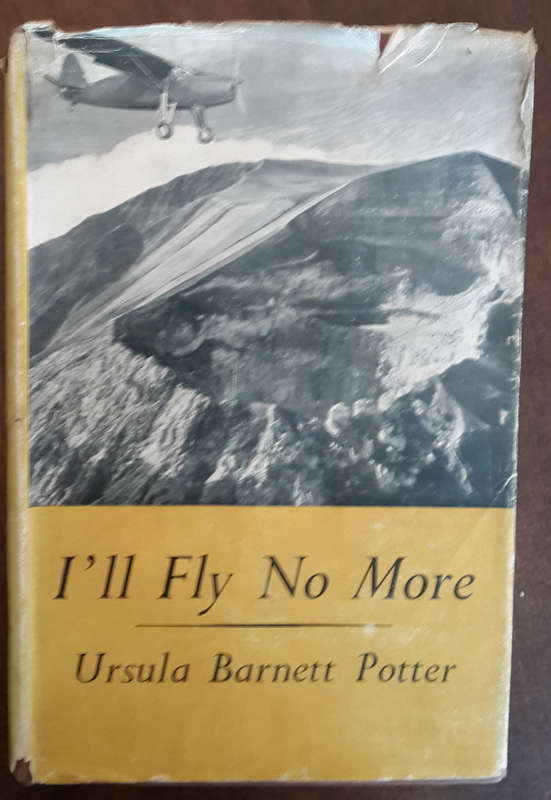 I'll Fly No More
Ursula Barnett Potter